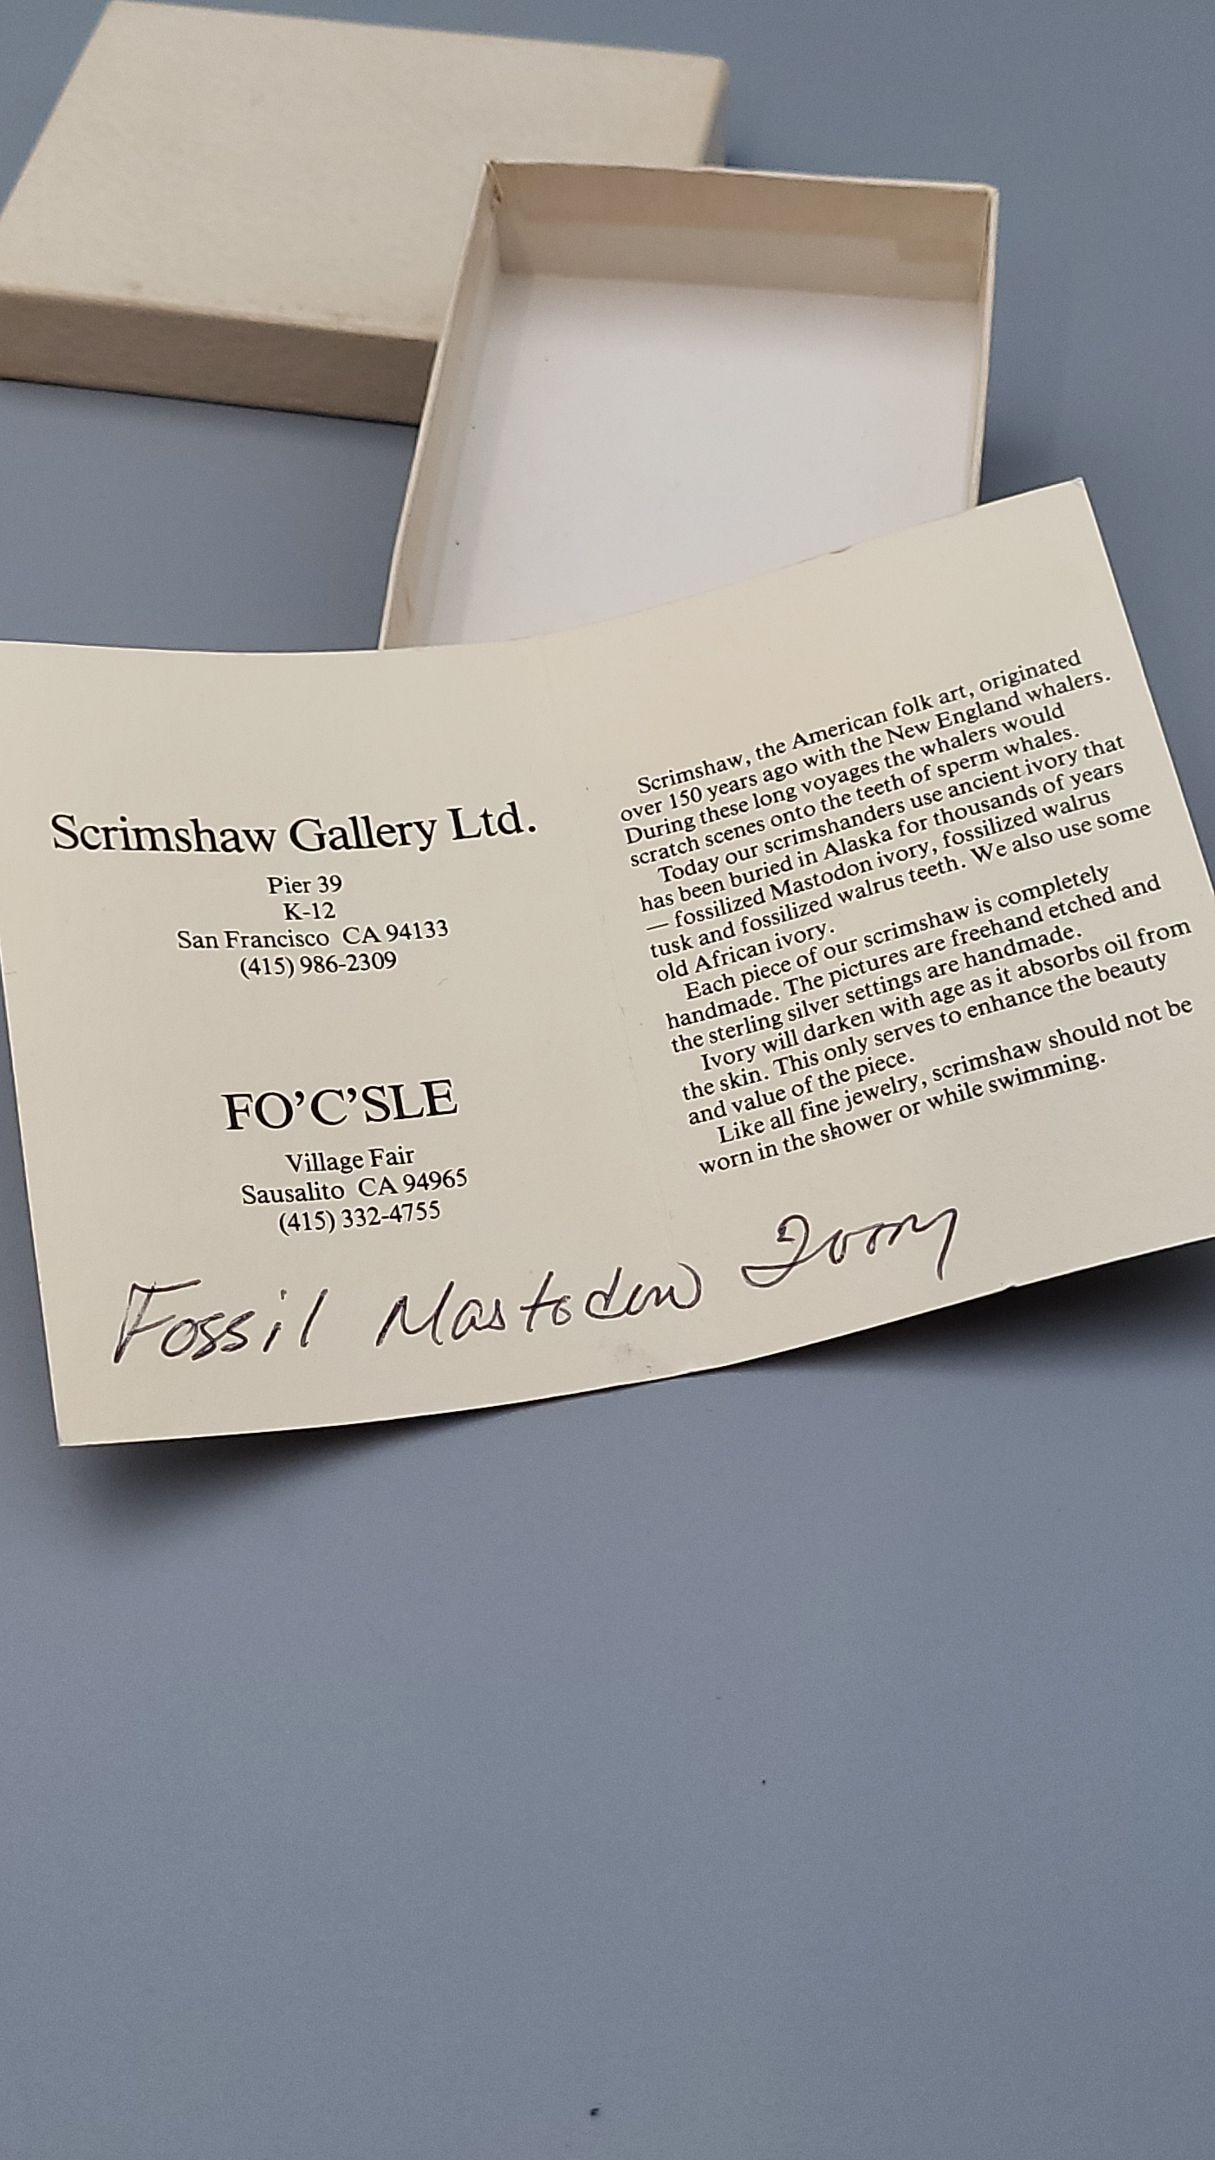 Scrimshaw Gallery Ltd.
Pier 39
K-12
San Francisco CA 94133
(415) 986-2309
FO'C'SLE
Village Fair
Sausalito CA 94965
(415) 332-4755
Scrimshaw, the American folk art, originated
over 150 years ago with the New England whalers.
During these long voyages the whalers would
scratch scenes onto the teeth of sperm whales.
Today our scrimshanders use ancient ivory that
has been buried in Alaska for thousands of years
— fossilized Mastodon ivory, fossilized walrus
tusk and fossilized walrus teeth. We also use some
old African ivory.
Each piece of our scrimshaw is completely
handmade. The pictures are freehand etched and
the sterling silver settings are handmade.
Ivory will darken with age as it absorbs oil from
the skin. This only serves to enhance the beauty
and value of the piece.
Like all fine jewelry, scrimshaw should not be
worn in the shower or while swimming.
Fossil Mastodon Ivory